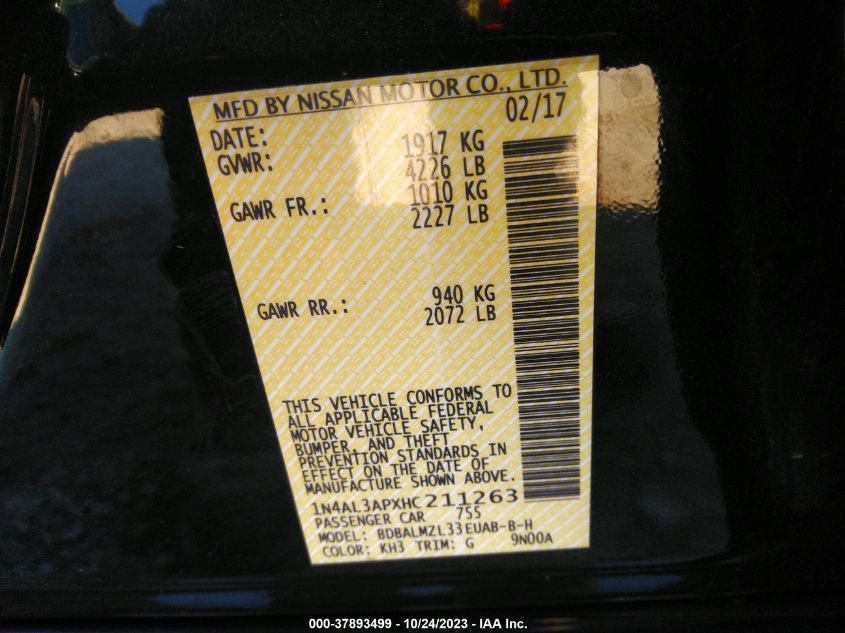 MFD BY NISSAN MOTOR CO., LTD.
DATE: 02/17
GVWR: 1917 KG
4226 LB
GAWR FR.: 1010 KG
2227 LB
GAWR RR.: 940 KG
2072 LB
THIS VEHICLE CONFORMS TO
ALL APPLICABLE FEDERAL
MOTOR VEHICLE SAFETY,
BUMPER, AND THEFT
PREVENTION STANDARDS IN
EFFECT ON THE DATE OF
MANUFACTURE SHOWN ABOVE.
1N4AL3APXHC211263
PASSENGER CAR 755
MODEL: BDBALMZL33EUAB-B-H
COLOR: KH3 TRIM: G 9N00A
000-37893499 - 10/24/2023 - IAA Inc.